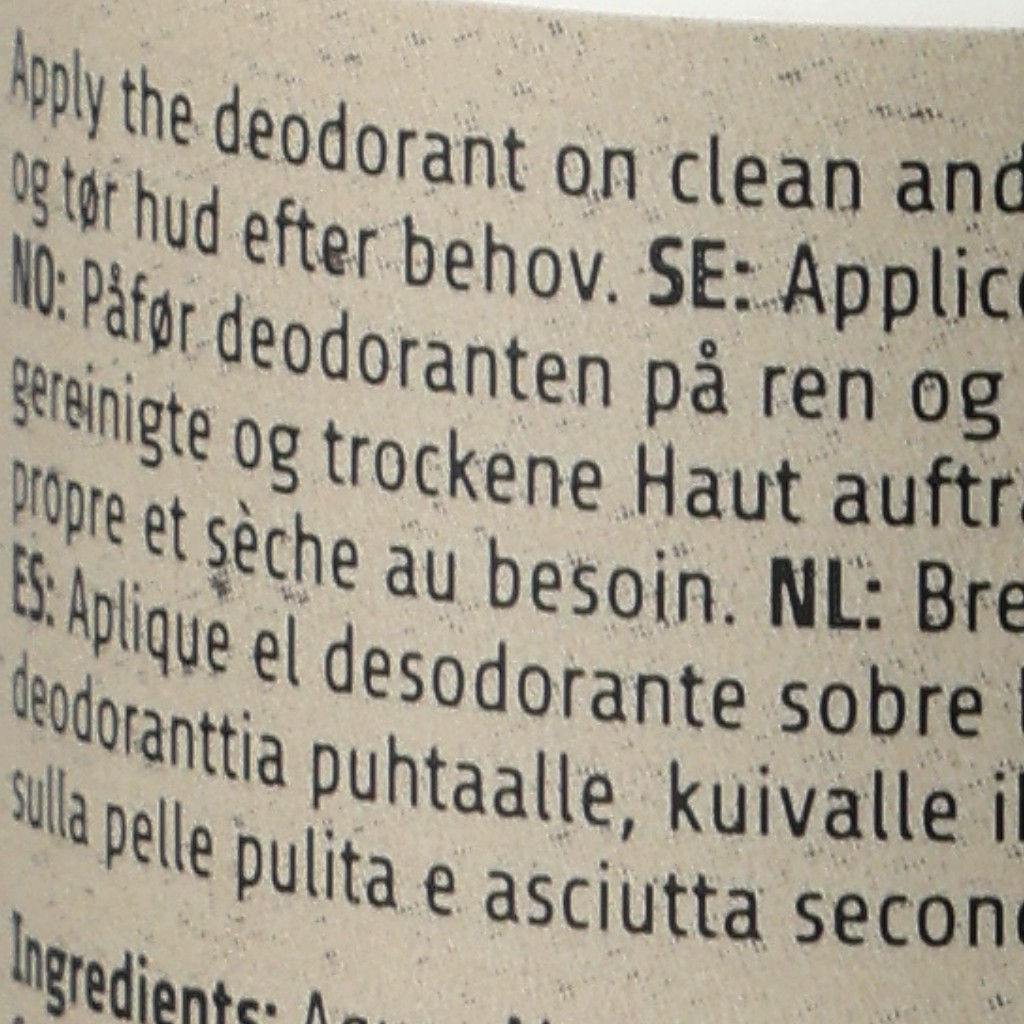 Apply the deodorant on clean and
og tør hud efter behov. SE: Applic
NO: Påfør deodoranten på ren og
gereinigte og trockene Haut auftr
propre et sèche au besoin. NL: Bre
ES: Aplique el desodorante sobre
deodoranttia puhtaalle, kuivalle
sulla pelle pulita e asciutta secon
Ingredients: